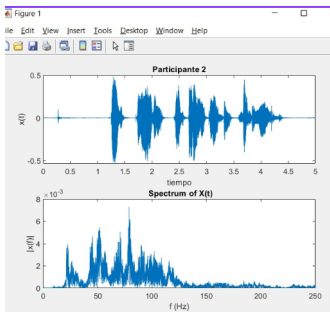 Figure 1
ile Edit View Insert Tools Desktop Window Help
Participante 2
0.5
0
-0.5
x(t)
0 0.5 1 1.5 2 2.5 3 3.5 4 4.5 5
tiempo
×10⁻³
Spectrum of X(t)
8
6
4
2
0
|x(f)|
0 50 100 150 200 250
f (Hz)